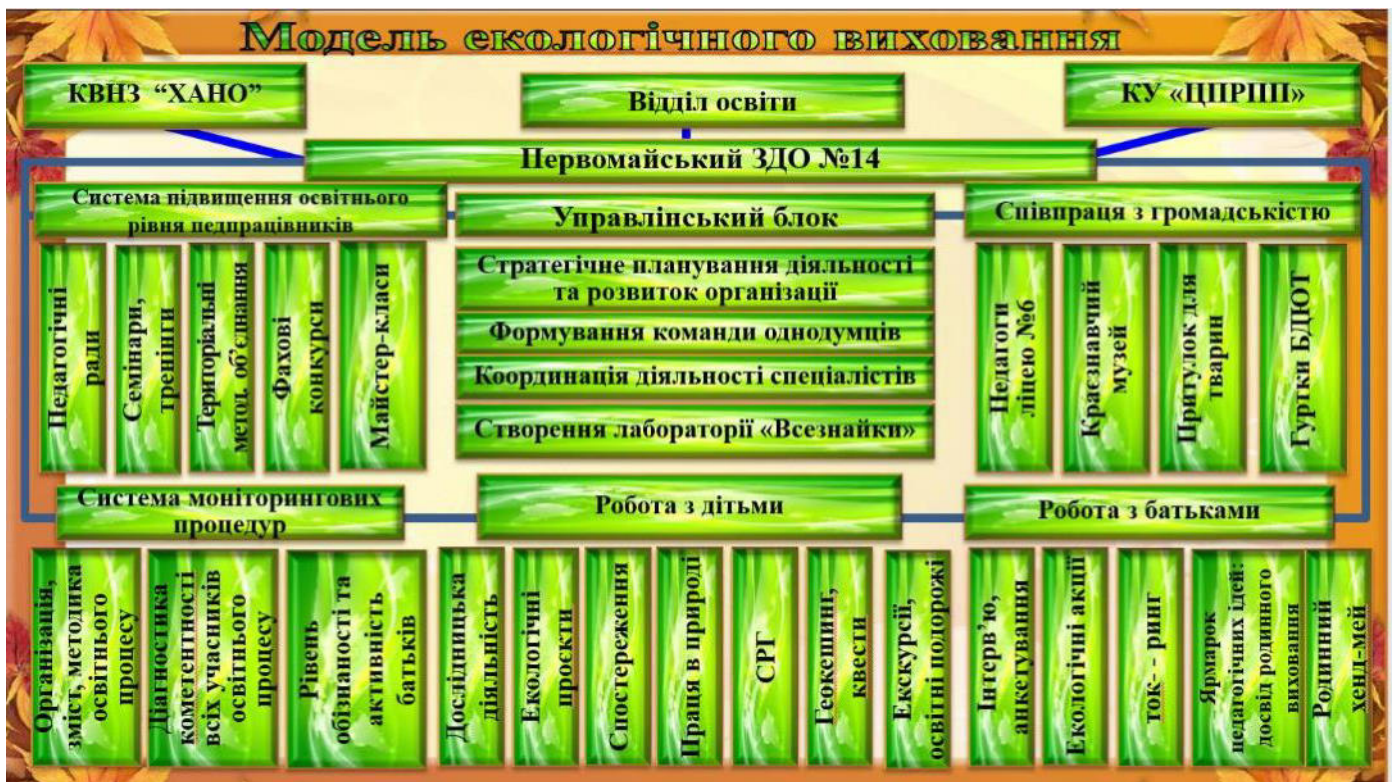 Модель екологічного виховання
КВНЗ “ХАНО”
Відділ освіти
КУ «ЦПРПП»
Первомайський ЗДО №14
Система підвищення освітнього
рівня педпрацівників
Управлінський блок
Співпраця з громадськістю
Педагогічні
ради
Семінари,
тренінги
Терироріальні
метої. об’єднання
Фахові
конкурси
Майстер-класи
Стратегічне планування діяльності
та розвиток організації
Формування команди однодумців
Координація діяльності спеціалістів
Створення лабораторії «Всезнайки»
Педагоги
ліцею №6
Краєзнавчий
музей
Притулок для
тварин
Гуртки БДЮТ
Система моніторингових
процедур
Робота з дітьми
Робота з батьками
Організація,
зміст, методика
освітнього
процесу
Діагностика
компетентності
всіх учасників
освітнього
процесу
Рівень
обізнаності та
активність
батьків
Дослідницька
діяльність
Екологічні
проєкти
Спостереження
Праця в природі
СРГ
Геокешинг,
квести
Екскурсії,
освітні подорожі
Інтерв’ю,
анкетування
Екологічні акції
ток-- ринг
Ярмарок
педагогічних ідей:
досвід родинного
виховання
Родинний
хенд-мей